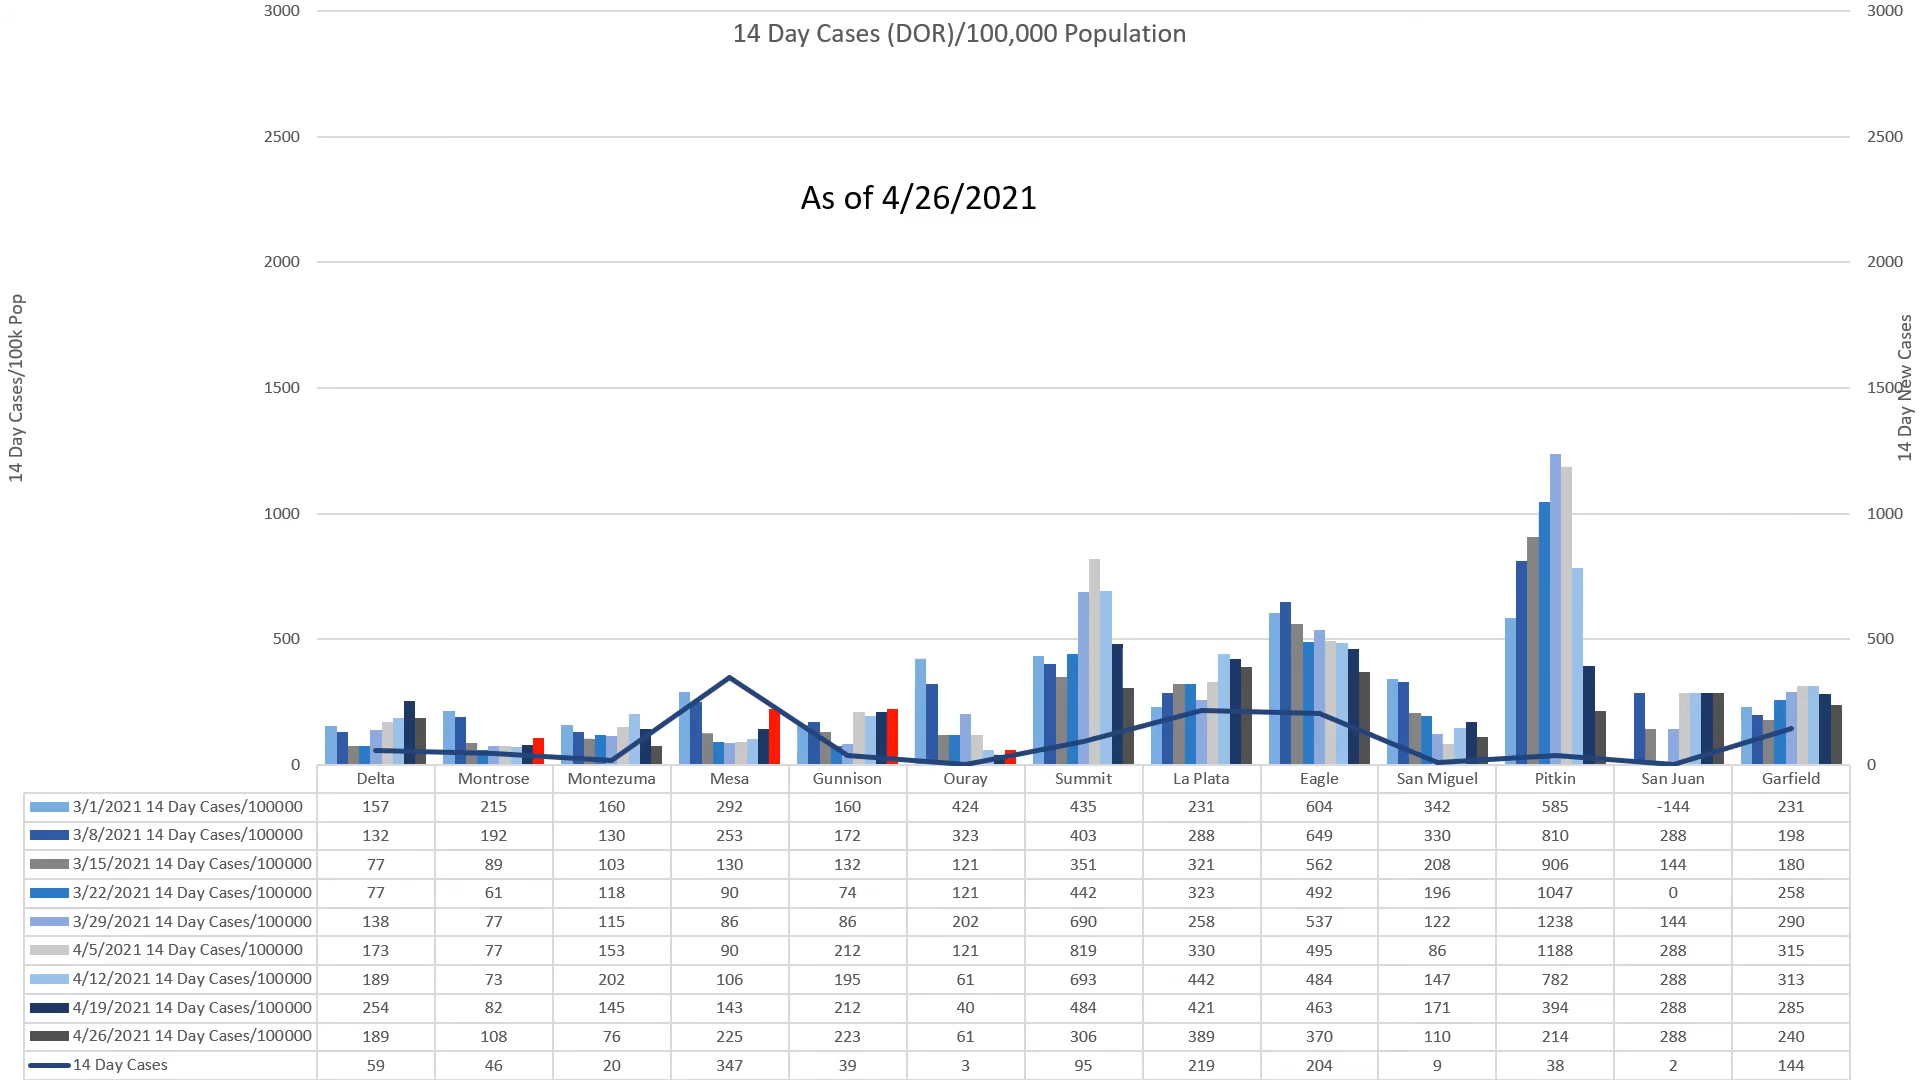 14 Day Cases (DOR)/100,000 Population
As of 4/26/2021
14 Day Cases/100k Pop
3000
2500
2000
1500
1000
500
0
3000
2500
2000
1500
1000
500
0
14 Day New Cases
Delta Montrose Montezuma Mesa Gunnison Ouray Summit La Plata Eagle San Miguel Pitkin San Juan Garfield
3/1/2021 14 Day Cases/100000 157 215 160 292 160 424 435 231 604 342 585 -144 231
3/8/2021 14 Day Cases/100000 132 192 130 253 172 323 403 288 649 330 810 288 198
3/15/2021 14 Day Cases/100000 77 89 103 130 132 121 351 321 562 208 906 144 180
3/22/2021 14 Day Cases/100000 77 61 118 90 74 121 442 323 492 196 1047 0 258
3/29/2021 14 Day Cases/100000 138 77 115 86 86 202 690 258 537 122 1238 144 290
4/5/2021 14 Day Cases/100000 173 77 153 90 212 121 819 330 495 86 1188 288 315
4/12/2021 14 Day Cases/100000 189 73 202 106 195 61 693 442 484 147 782 288 313
4/19/2021 14 Day Cases/100000 254 82 145 143 212 40 484 421 463 171 394 288 285
4/26/2021 14 Day Cases/100000 189 108 76 225 223 61 306 389 370 110 214 288 240
14 Day Cases 59 46 20 347 39 3 95 219 204 9 38 2 144